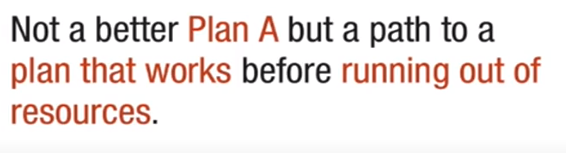 Not a better Plan A but a path to a
plan that works before running out of
resources.